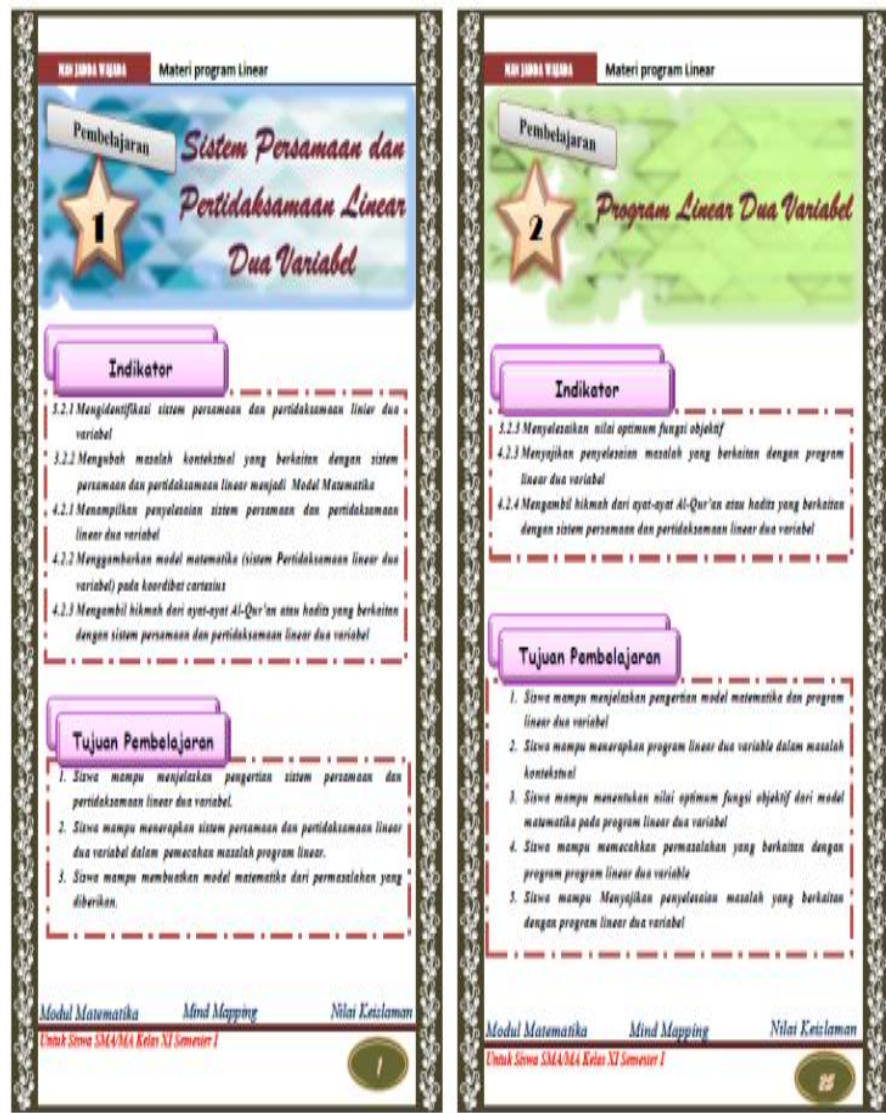 MAN JADDA WAJADA Materi program Linear
Pembelajaran
1
Sistem Persamaan dan
Pertidaksamaan Linear
Dua Variabel
Indikator
3.2.1 Mengidentifikasi sistem persamaan dan pertidaksamaan linier dua
variabel
3.2.2 Mengubah masalah kontekstual yang berkaitan dengan sistem
persamaan dan pertidaksamaan linear menjadi Model Matematika
4.2.1 Menampilkan penyelesaian sistem persamaan dan pertidaksamaan
linear dua variabel
4.2.2 Menggambarkan model matematika (sistem Pertidaksamaan linear dua
variabel) pada koordibat cartesius
4.2.3 Mengambil hikmah dari ayat-ayat Al-Qur'an atau hadits yang berkaitan
dengan sistem persamaan dan pertidaksamaan linear dua variabel
Tujuan Pembelajaran
1. Siswa mampu menjelaskan pengertian sistem persamaan dan
pertidaksamaan linear dua variabel.
2. Siswa mampu menerapkan sistem persamaan dan pertidaksamaan linear
dua variabel dalam pemecahan masalah program linear.
3. Siswa mampu membuatkan model matematika dari permasalahan yang
diberikan.
Modul Matematika Mind Mapping Nilai Keislaman
Untuk Siswa SMA/MA Kelas XI Semester I
1
MAN JADDA WAJADA Materi program Linear
Pembelajaran
2
Program Linear Dua Variabel
Indikator
3.2.3 Menyelesaikan nilai optimum fungsi objektif
4.2.3 Menyajikan penyelesaian masalah yang berkaitan dengan program
linear dua variabel
4.2.4 Mengambil hikmah dari ayat-ayat Al-Qur'an atau hadits yang berkaitan
dengan sistem persamaan dan pertidaksamaan linear dua variabel
Tujuan Pembelajaran
1. Siswa mampu menjelaskan pengertian model matematika dan program
linear dua variabel
2. Siswa mampu menerapkan program linear dua variable dalam masalah
kontekstual
3. Siswa mampu menentukan nilai optimum fungsi objektif dari model
matematika pada program linear dua variabel
4. Siswa mampu memecahkan permasalahan yang berkaitan dengan
program program linear dua variable
5. Siswa mampu Menyajikan penyelesaian masalah yang berkaitan
dengan program linear dua variabel
Modul Matematika Mind Mapping Nilai Keislaman
Untuk Siswa SMA/MA Kelas XI Semester I
25